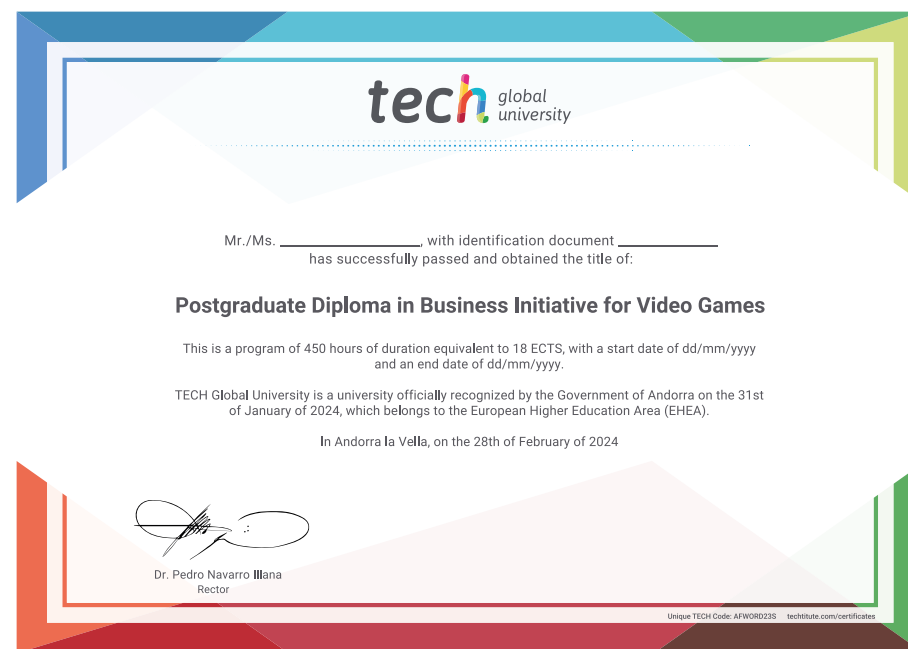 tech global
university
Mr./Ms. ____________________, with identification document ______________
has successfully passed and obtained the title of:
Postgraduate Diploma in Business Initiative for Video Games
This is a program of 450 hours of duration equivalent to 18 ECTS, with a start date of dd/mm/yyyy
and an end date of dd/mm/yyyy.
TECH Global University is a university officially recognized by the Government of Andorra on the 31st
of January of 2024, which belongs to the European Higher Education Area (EHEA).
In Andorra la Vella, on the 28th of February of 2024
Dr. Pedro Navarro Illana
Rector
Unique TECH Code: AFWORD23S techtitute.com/certificates